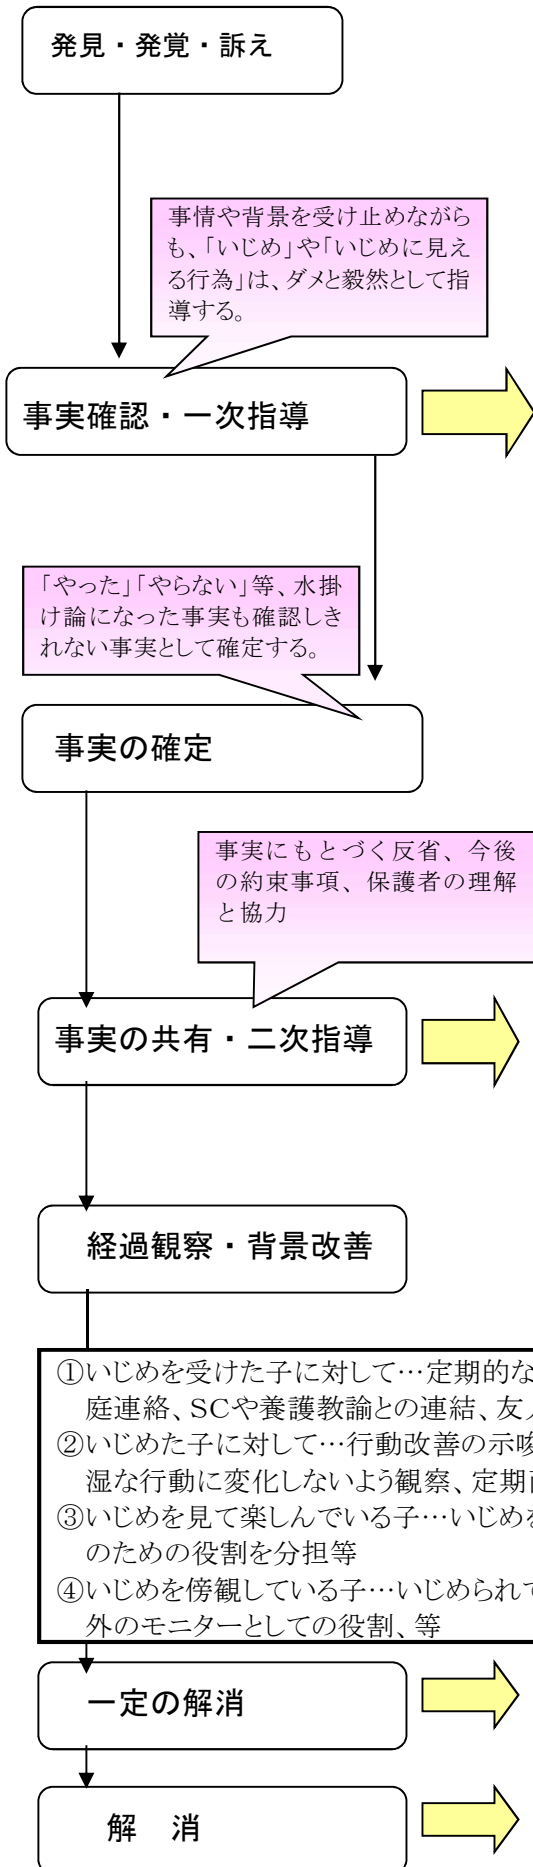 発見・発覚・訴え
事情や背景を受け止めながら
も、「いじめ」や「いじめに見え
る行為」は、ダメと毅然として指
導する。
事実確認・一次指導
「やった」「やらない」等、水掛
け論になった事実も確認しき
れない事実として確定する。
事実の確定
事実にもとづく反省、今後
の約束事項、保護者の理解
と協力
事実の共有・二次指導
経過観察・背景改善
①いじめを受けた子に対して…定期的な
庭連絡、SCや養護教諭との連結、友
②いじめた子に対して…行動改善の示唆
湿な行動に変化しないよう観察、定期
③いじめを見て楽しんでいる子…いじめを
のための役割を分担等
④いじめを傍観している子…いじめられて
外のモニターとしての役割、等
一定の解消
解　消